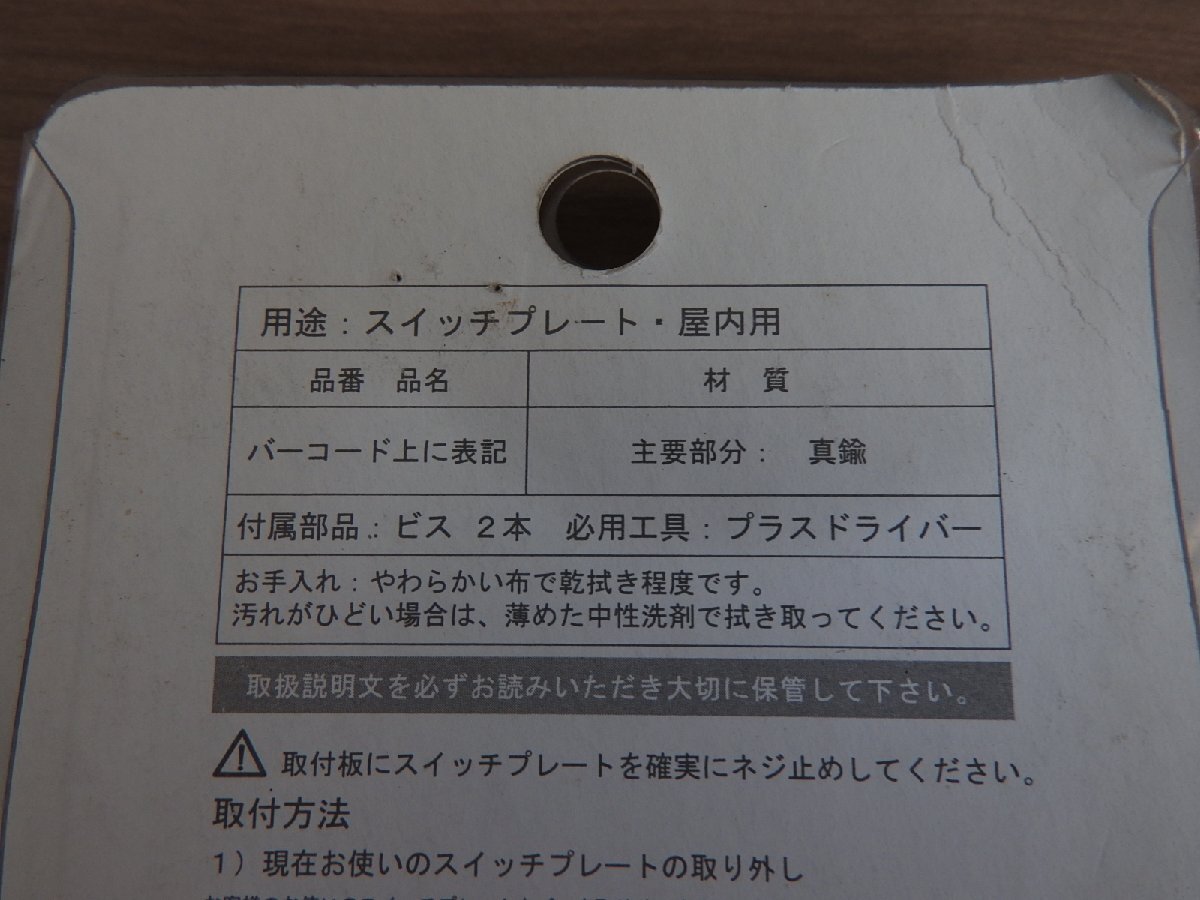 用途：スイッチプレート・屋内用
品番　品名
材　質
バーコード上に表記
主要部分：　真鍮
付属部品：ビス　２本　必用工具：プラスドライバー
お手入れ：やわらかい布で乾拭き程度です。
汚れがひどい場合は、薄めた中性洗剤で拭き取ってください。
取扱説明文を必ずお読みいただき大切に保管して下さい。
取付板にスイッチプレートを確実にネジ止めしてください。
取付方法
１）現在お使いのスイッチプレートの取り外し